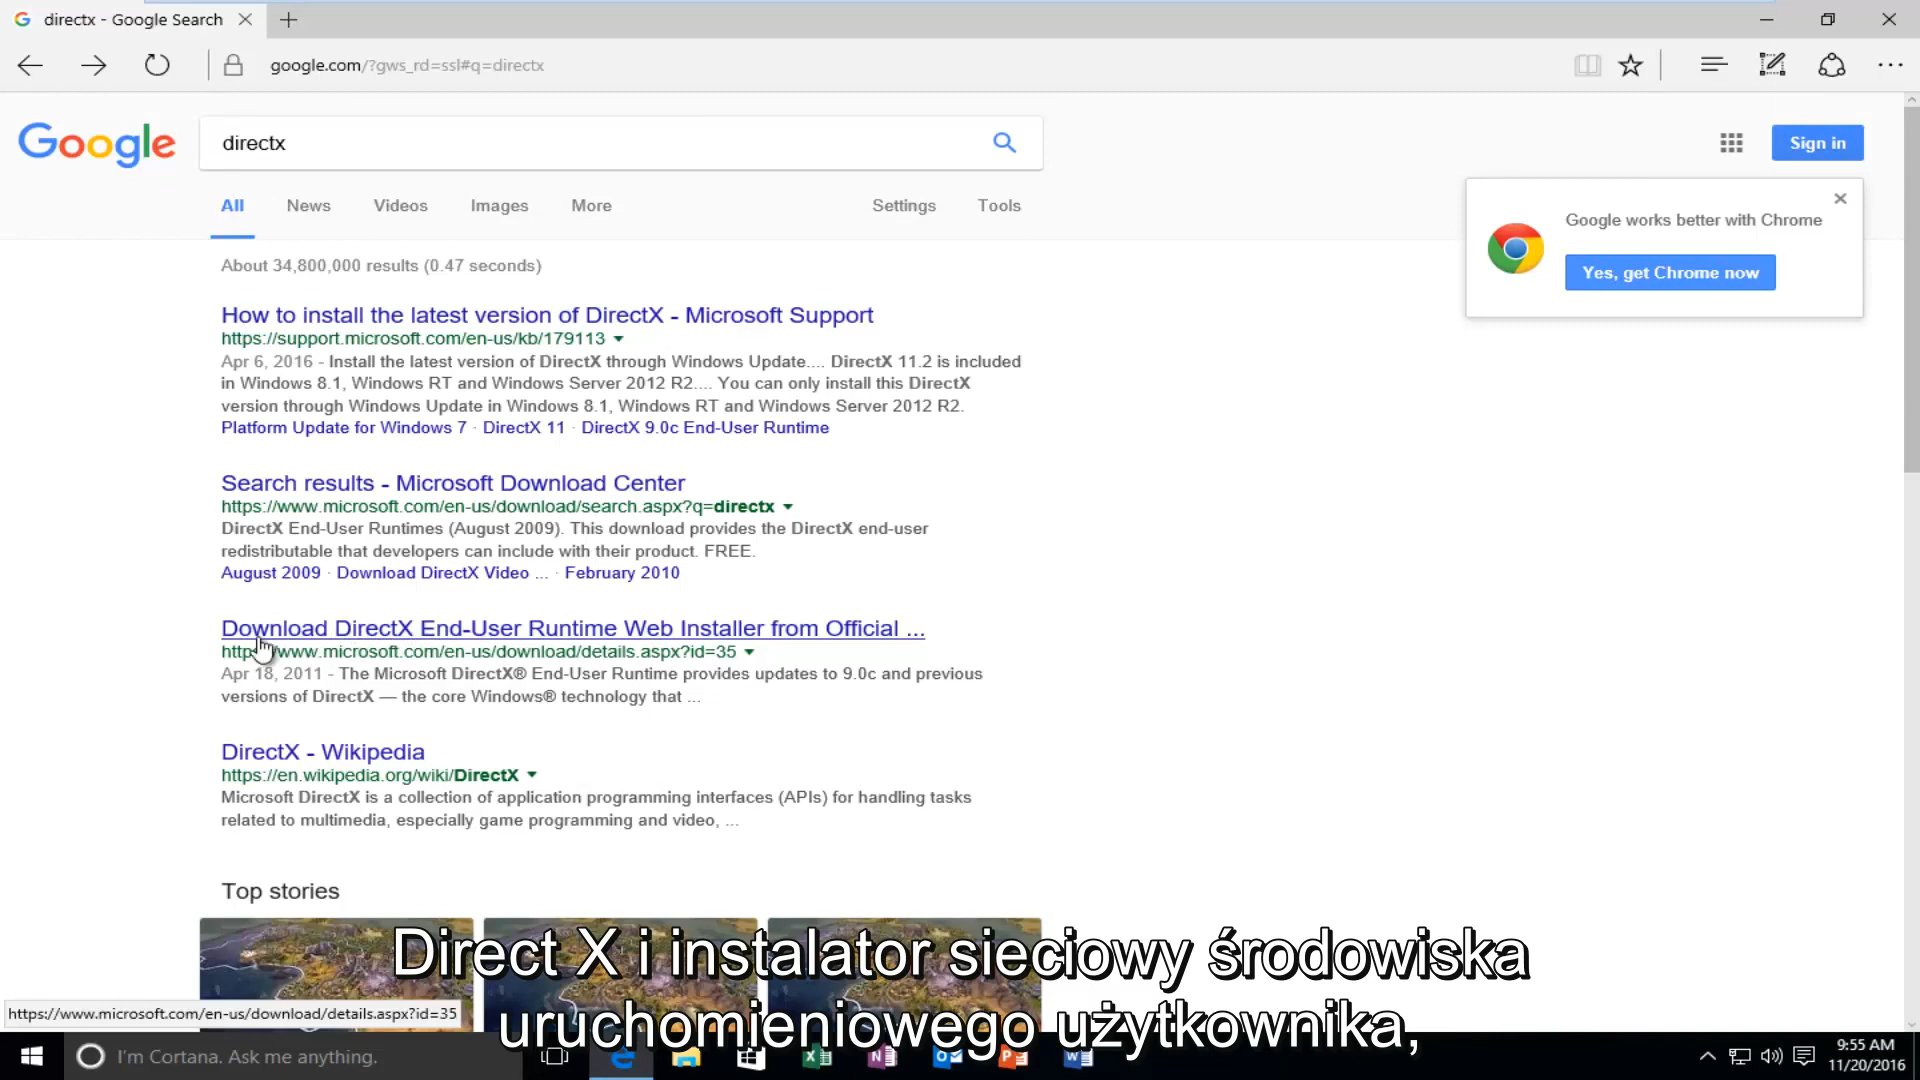 directx - Google Search
google.com/?gws_rd=ssl#q=directx
Google
directx
Sign in
All News Videos Images More Settings Tools
Google works better with Chrome
Yes, get Chrome now
About 34,800,000 results (0.47 seconds)
How to install the latest version of DirectX - Microsoft Support
https://support.microsoft.com/en-us/kb/179113
Apr 6, 2016 - Install the latest version of DirectX through Windows Update.... DirectX 11.2 is included
in Windows 8.1, Windows RT and Windows Server 2012 R2.... You can only install this DirectX
version through Windows Update in Windows 8.1, Windows RT and Windows Server 2012 R2.
Platform Update for Windows 7 · DirectX 11 · DirectX 9.0c End-User Runtime
Search results - Microsoft Download Center
https://www.microsoft.com/en-us/download/search.aspx?q=directx
DirectX End-User Runtimes (August 2009). This download provides the DirectX end-user
redistributable that developers can include with their product. FREE.
August 2009 · Download DirectX Video ... · February 2010
Download DirectX End-User Runtime Web Installer from Official ...
https://www.microsoft.com/en-us/download/details.aspx?id=35
Apr 18, 2011 - The Microsoft DirectX® End-User Runtime provides updates to 9.0c and previous
versions of DirectX — the core Windows® technology that ...
DirectX - Wikipedia
https://en.wikipedia.org/wiki/DirectX
Microsoft DirectX is a collection of application programming interfaces (APIs) for handling tasks
related to multimedia, especially game programming and video, ...
Top stories
Direct X i instalator sieciowy środowiska
uruchomieniowego użytkownika,
https://www.microsoft.com/en-us/download/details.aspx?id=35
I'm Cortana. Ask me anything.
9:55 AM
11/20/2016